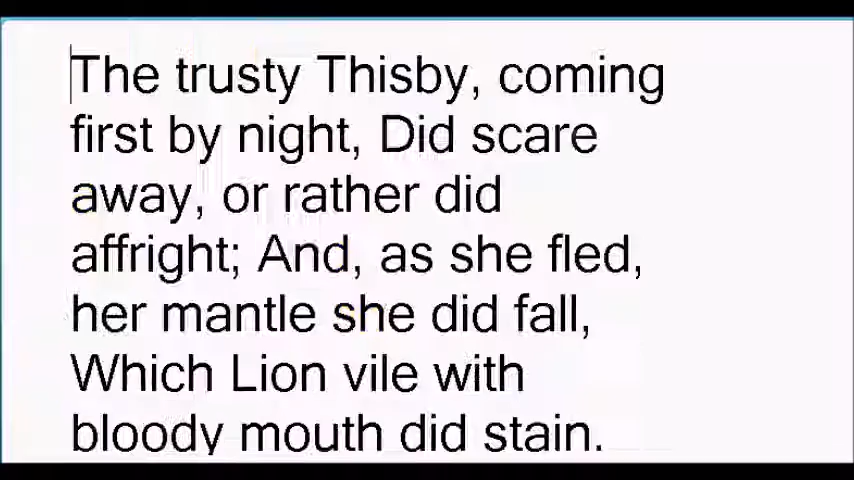 The trusty Thisby, coming
first by night, Did scare
away, or rather did
affright; And, as she fled,
her mantle she did fall,
Which Lion vile with
bloody mouth did stain.